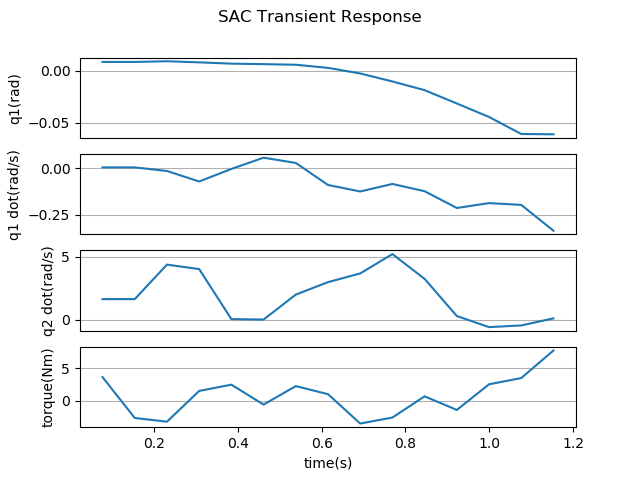 SAC Transient Response
q1(rad)
0.00
−0.05
q1 dot(rad/s)
0.00
−0.25
q2 dot(rad/s)
5
0
torque(Nm)
5
0
0.2 0.4 0.6 0.8 1.0 1.2
time(s)